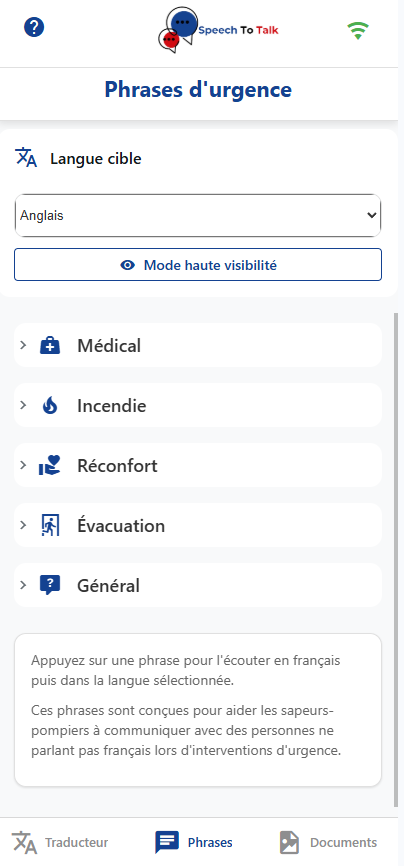 Speech To Talk
Phrases d'urgence
Langue cible
Anglais
Mode haute visibilité
Médical
Incendie
Réconfort
Évacuation
Général
Appuyez sur une phrase pour l'écouter en français
puis dans la langue sélectionnée.
Ces phrases sont conçues pour aider les sapeurs-
pompiers à communiquer avec des personnes ne
parlant pas français lors d'interventions d'urgence.
Traducteur
Phrases
Documents